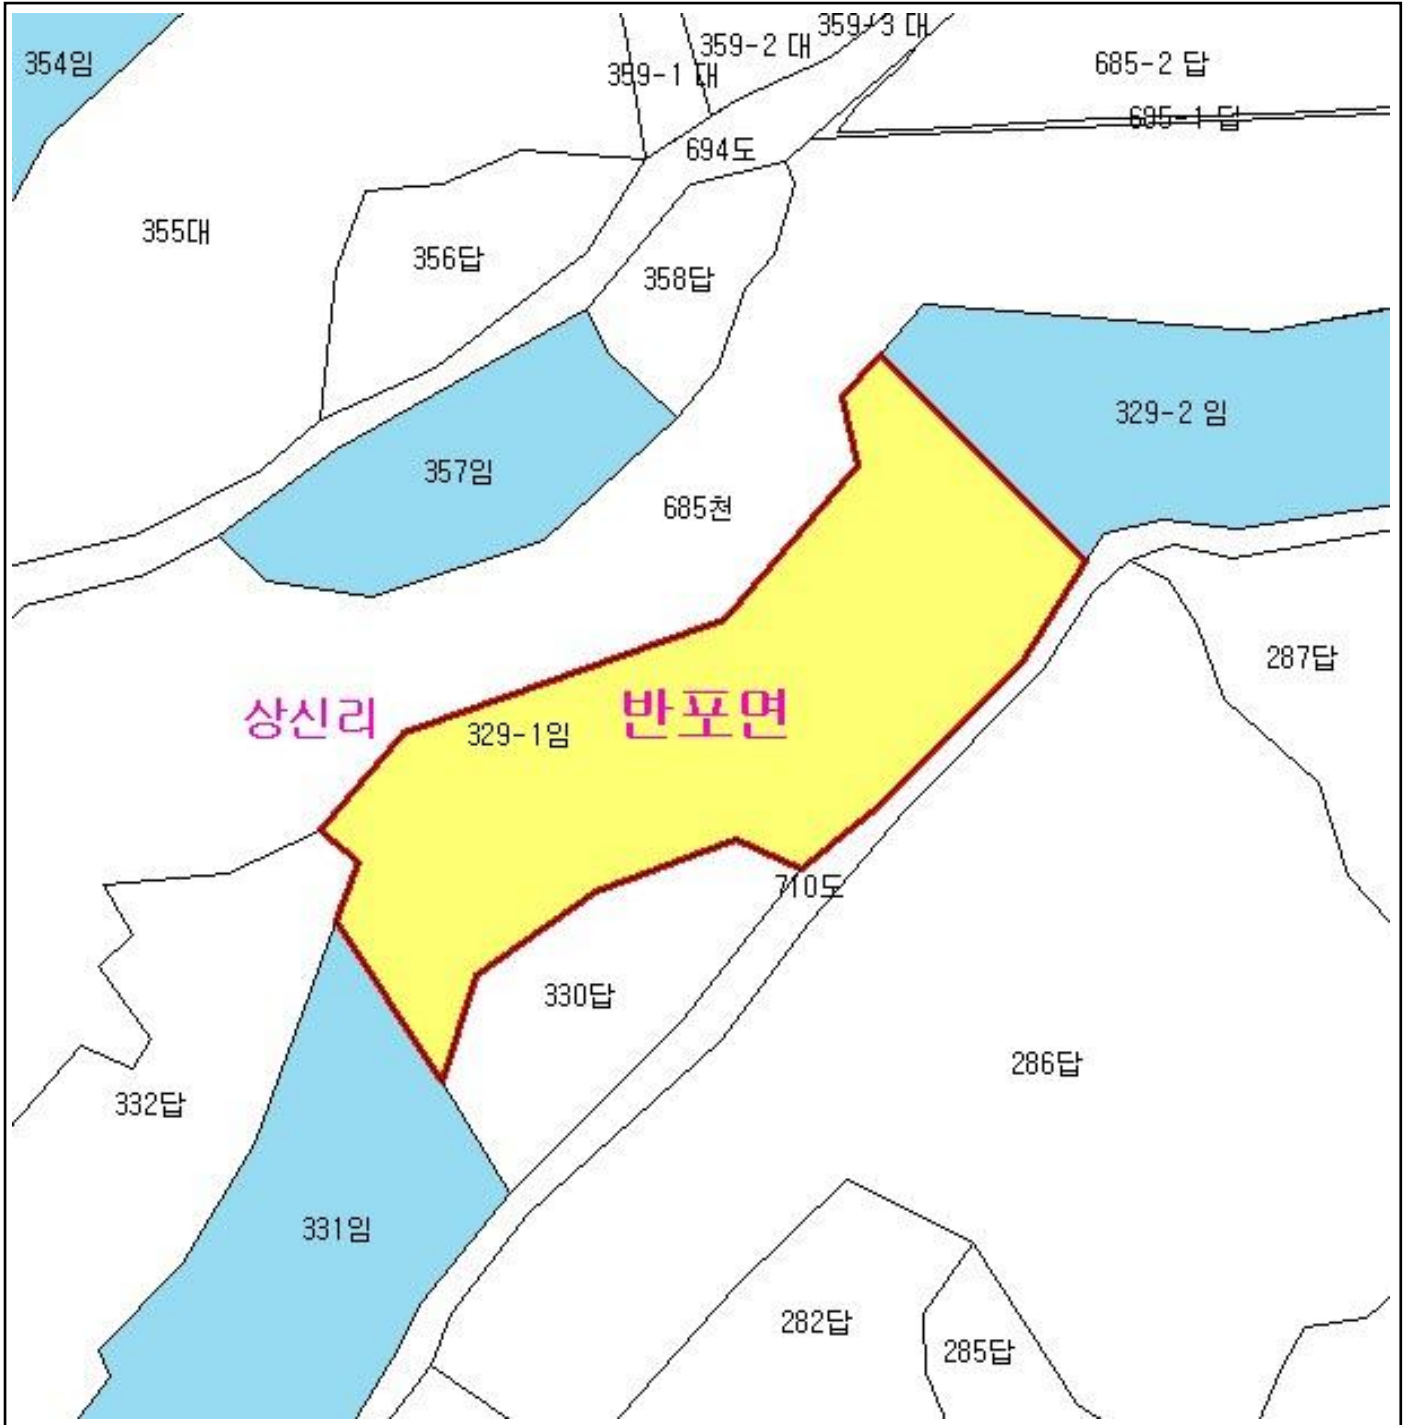 359-3 대
359-2 대
354임
685-2 답
359-1 대
695-1 답
694도
355대
356답
358답
329-2 임
357임
685천
287답
상신리
329-1임
반포면
710도
330답
286답
332답
331임
282답
285답